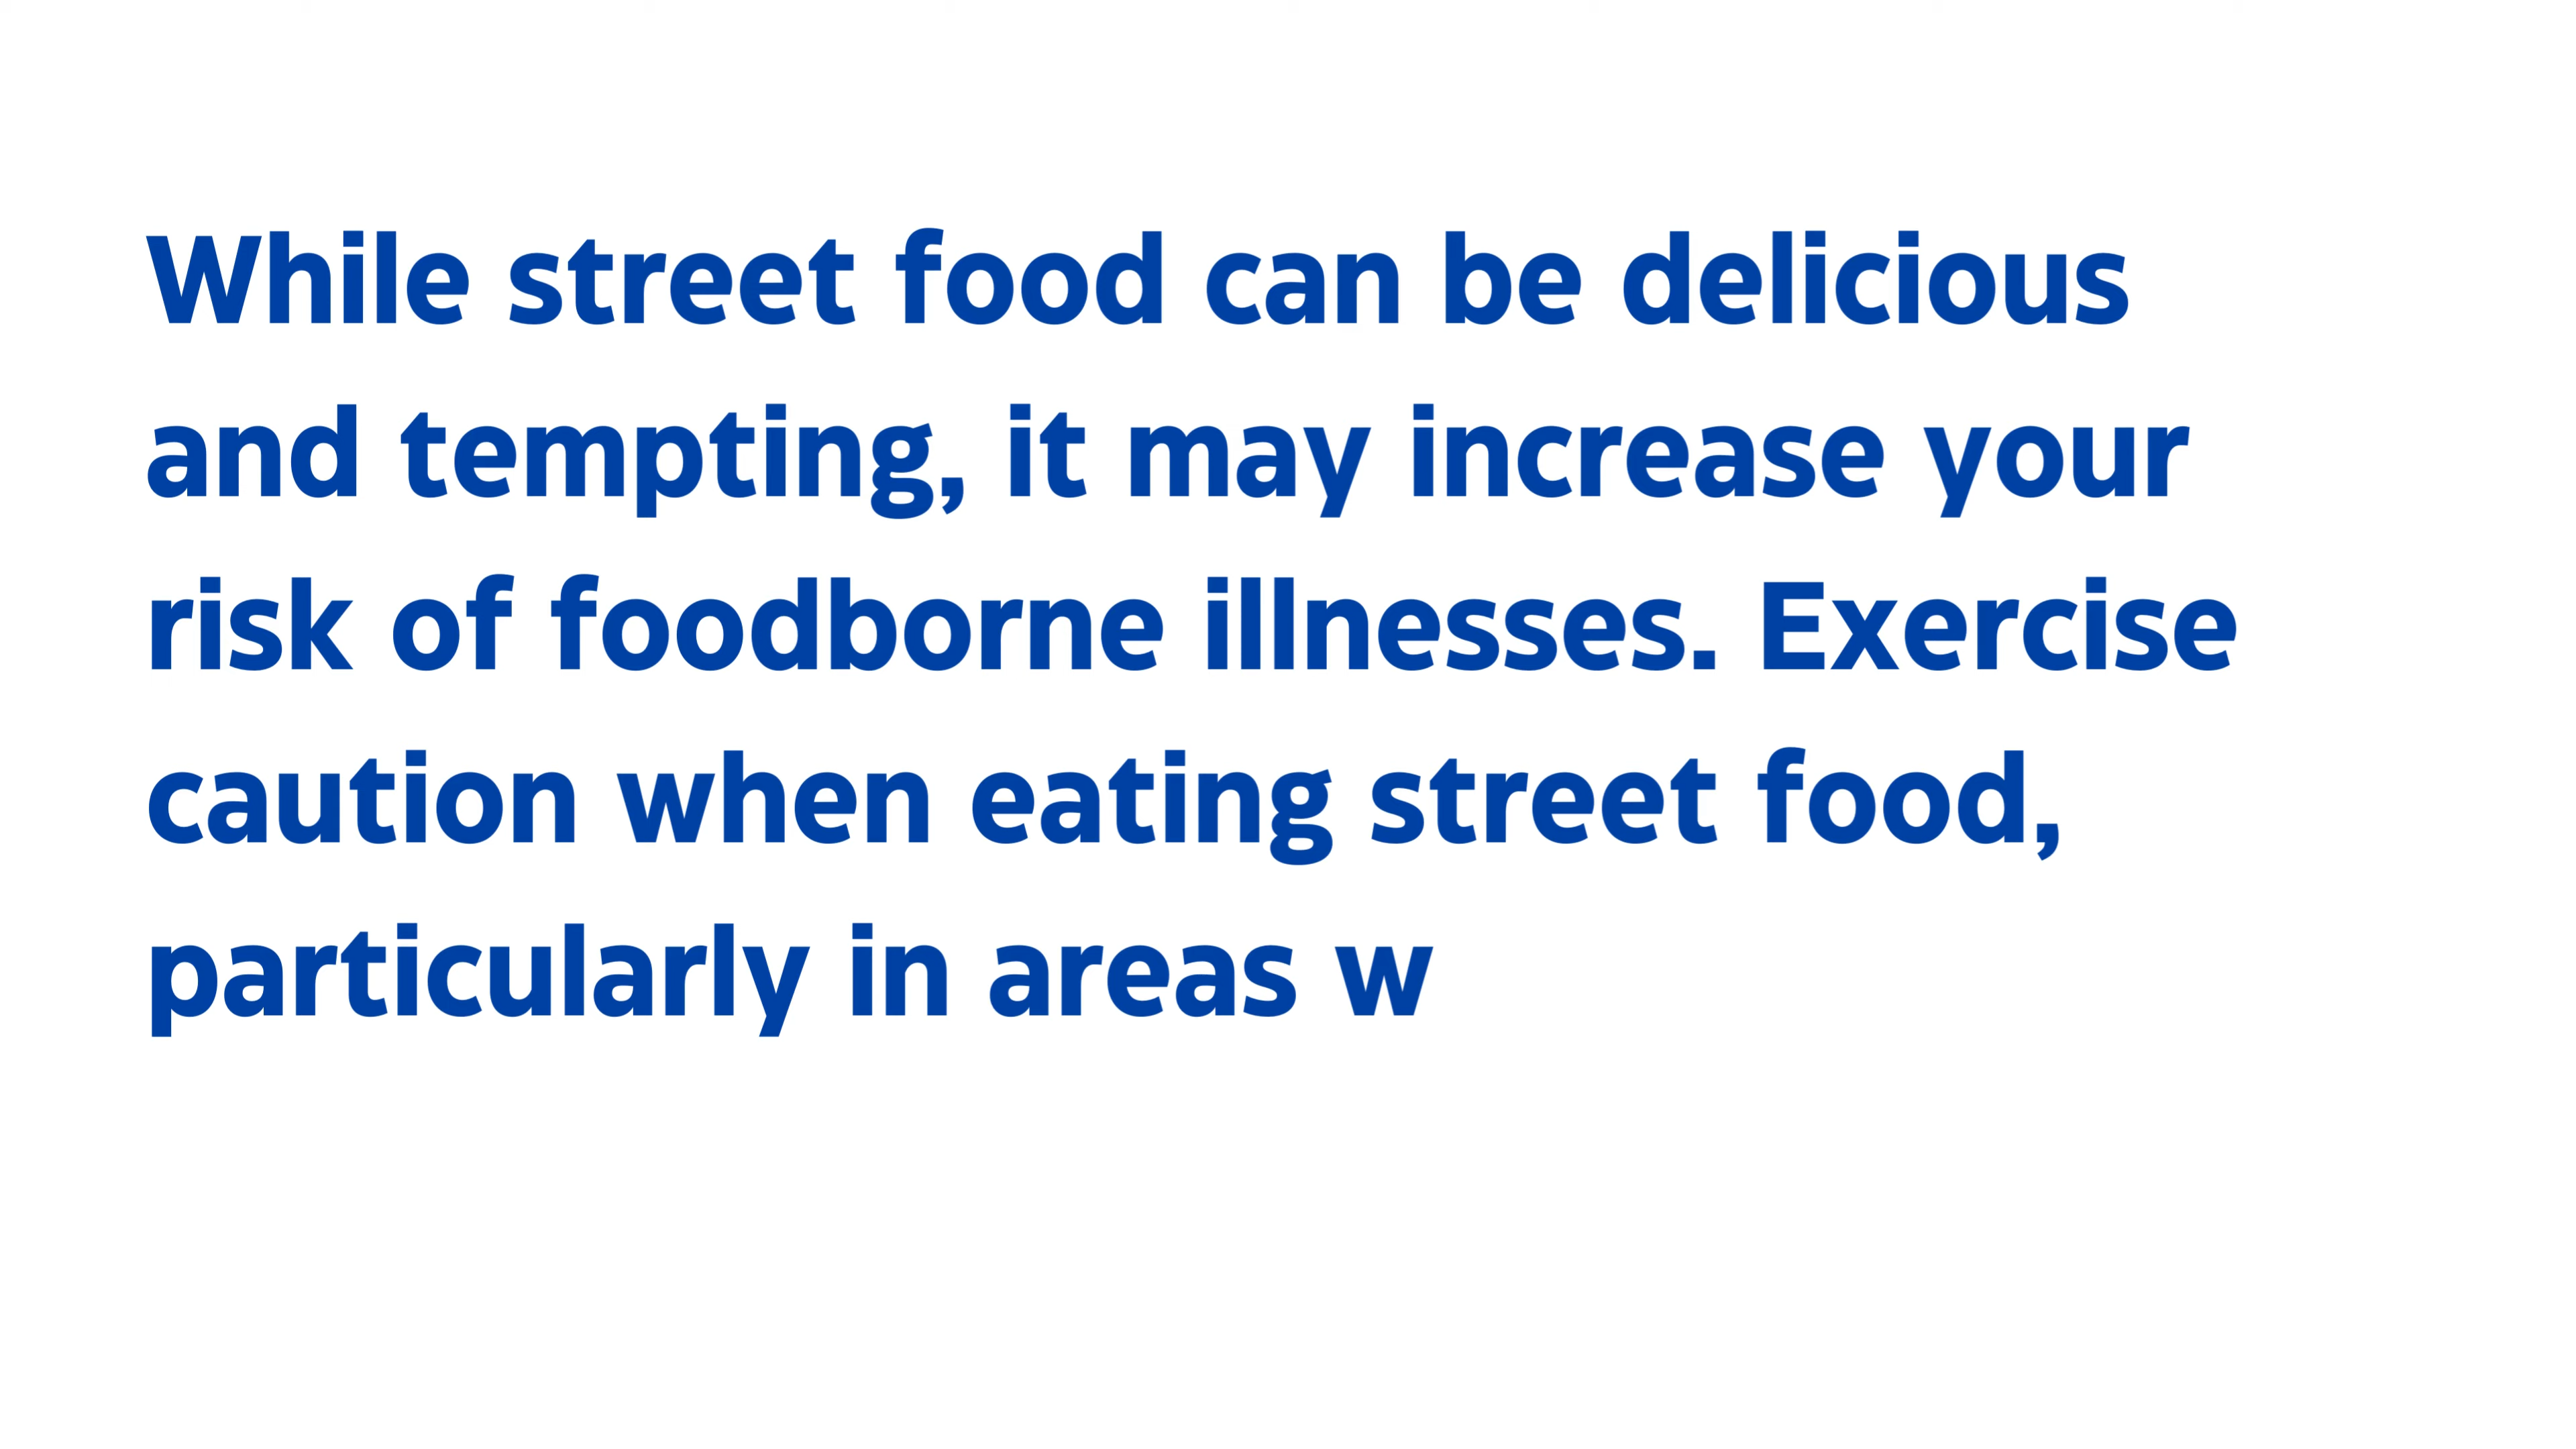 While street food can be delicious
and tempting, it may increase your
risk of foodborne illnesses. Exercise
caution when eating street food,
particularly in areas w